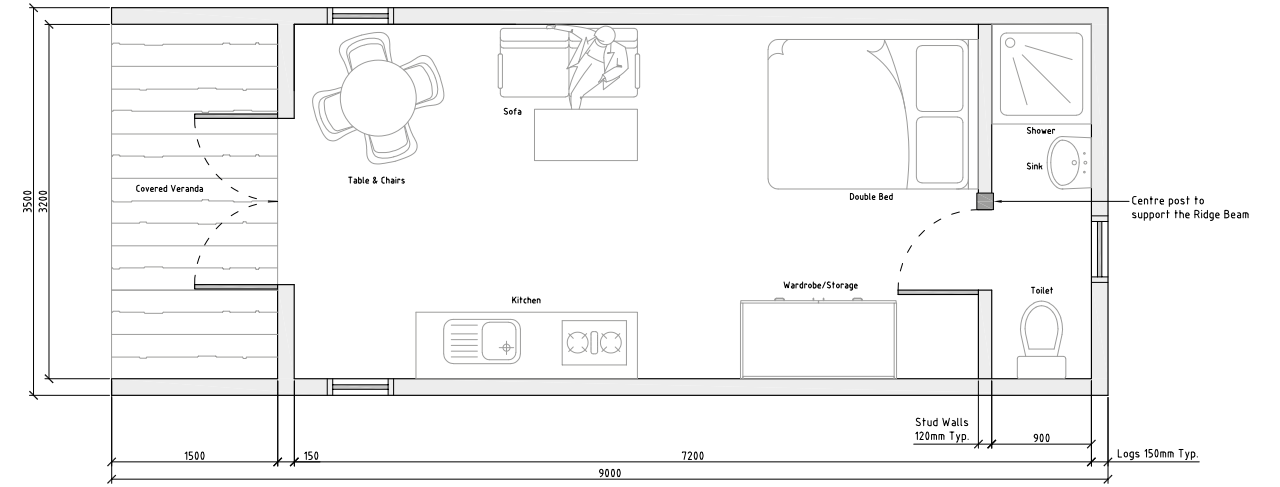 Sofa
Table & Chairs
Shower
Sink
Covered Veranda
Double Bed
Centre post to
support the Ridge Beam
3500
3200
Wardrobe/Storage
Toilet
Kitchen
Stud Walls
120mm Typ.
900
1500
150
7200
Logs 150mm Typ.
9000